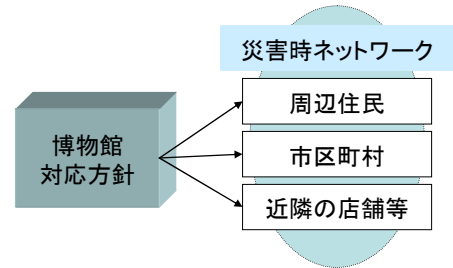 災害時ネットワーク
周辺住民
博物館
対応方針
市区町村
近隣の店舗等